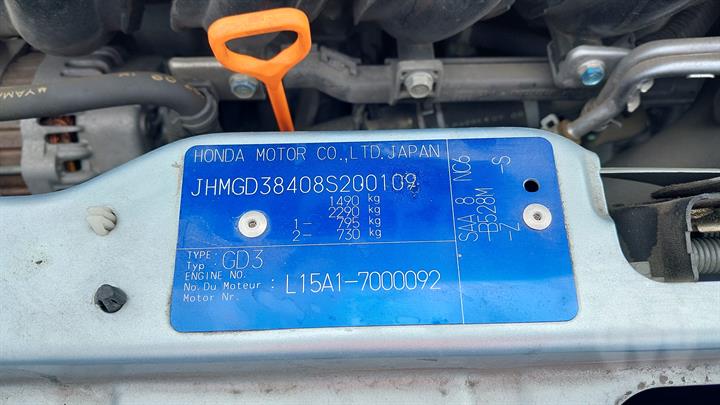 HONDA MOTOR CO.,LTD.JAPAN
JHMGD38408S200109
1490 kg
2290 kg
1- 795 kg
2- 730 kg
TYPE:
Typ : GD3
ENGINE NO.
No. Du Moteur : L15A1-7000092
Motor Nr.
SAA 8 NC6
-B528M -S
-Z